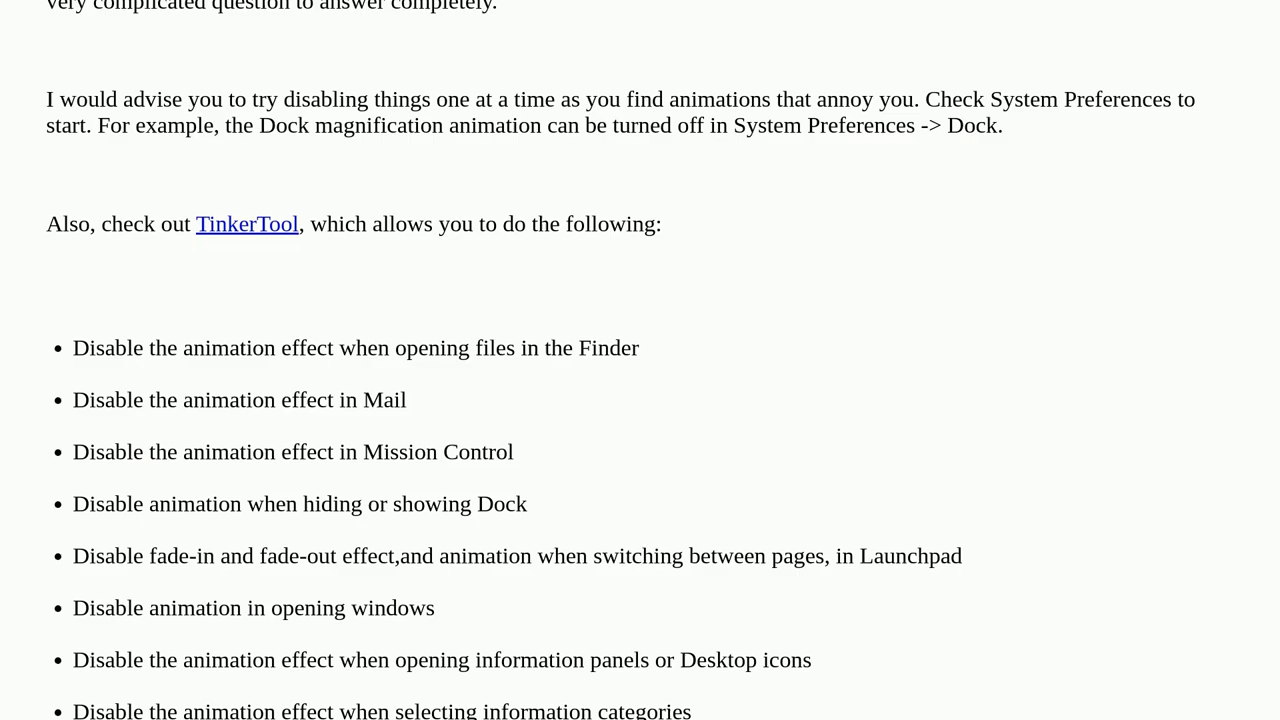 very complicated question to answer completely.
I would advise you to try disabling things one at a time as you find animations that annoy you. Check System Preferences to
start. For example, the Dock magnification animation can be turned off in System Preferences -> Dock.
Also, check out TinkerTool, which allows you to do the following:
• Disable the animation effect when opening files in the Finder
• Disable the animation effect in Mail
• Disable the animation effect in Mission Control
• Disable animation when hiding or showing Dock
• Disable fade-in and fade-out effect,and animation when switching between pages, in Launchpad
• Disable animation in opening windows
• Disable the animation effect when opening information panels or Desktop icons
• Disable the animation effect when selecting information categories